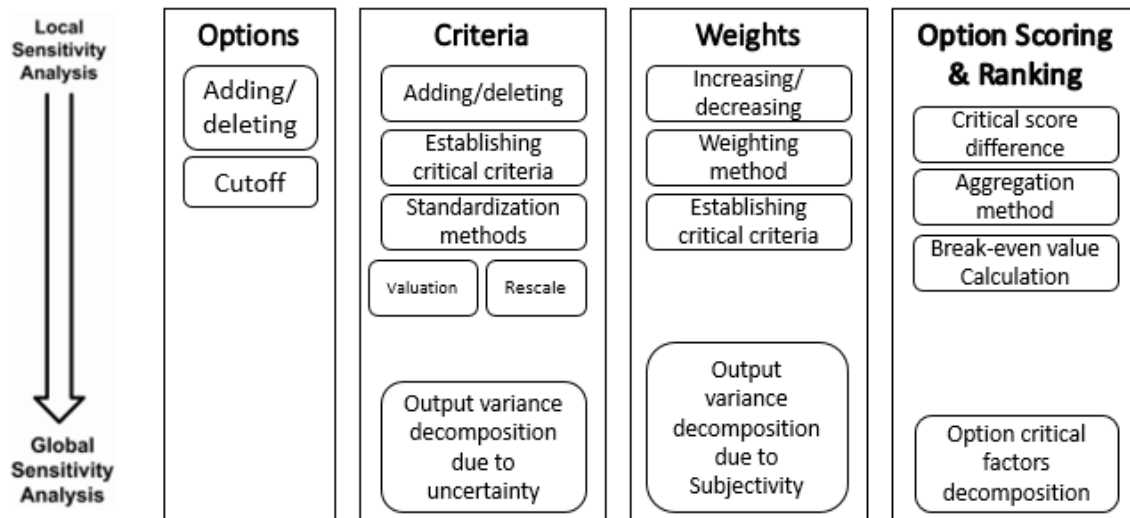 Local
Sensitivity
Analysis
Global
Sensitivity
Analysis
Options
Adding/
deleting
Cutoff
Criteria
Adding/deleting
Establishing
critical criteria
Standardization
methods
Valuation
Rescale
Output variance
decomposition
due to
uncertainty
Weights
Increasing/
decreasing
Weighting
method
Establishing
critical criteria
Output
variance
decomposition
due to
Subjectivity
Option Scoring
& Ranking
Critical score
difference
Aggregation
method
Break-even value
Calculation
Option critical
factors
decomposition